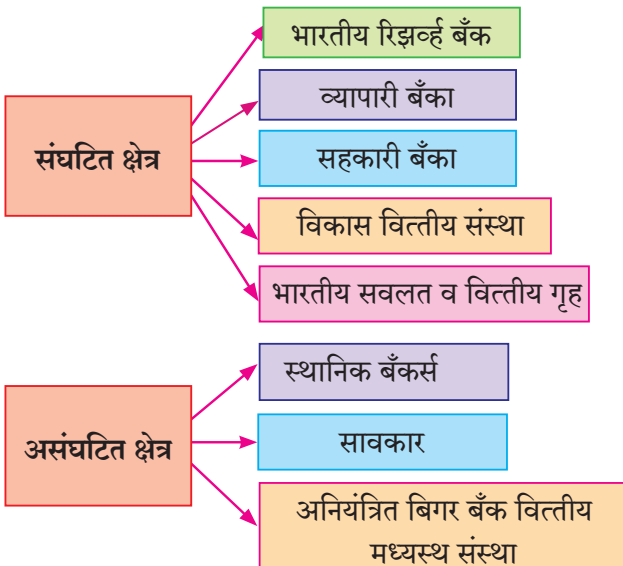 भारतीय रिझर्व्ह बँक
व्यापारी बँका
संघटित क्षेत्र
सहकारी बँका
विकास वित्तीय संस्था
भारतीय सवलत व वित्तीय गृह
स्थानिक बँकर्स
असंघटित क्षेत्र
सावकार
अनियंत्रित बिगर बँक वित्तीय
मध्यस्थ संस्था